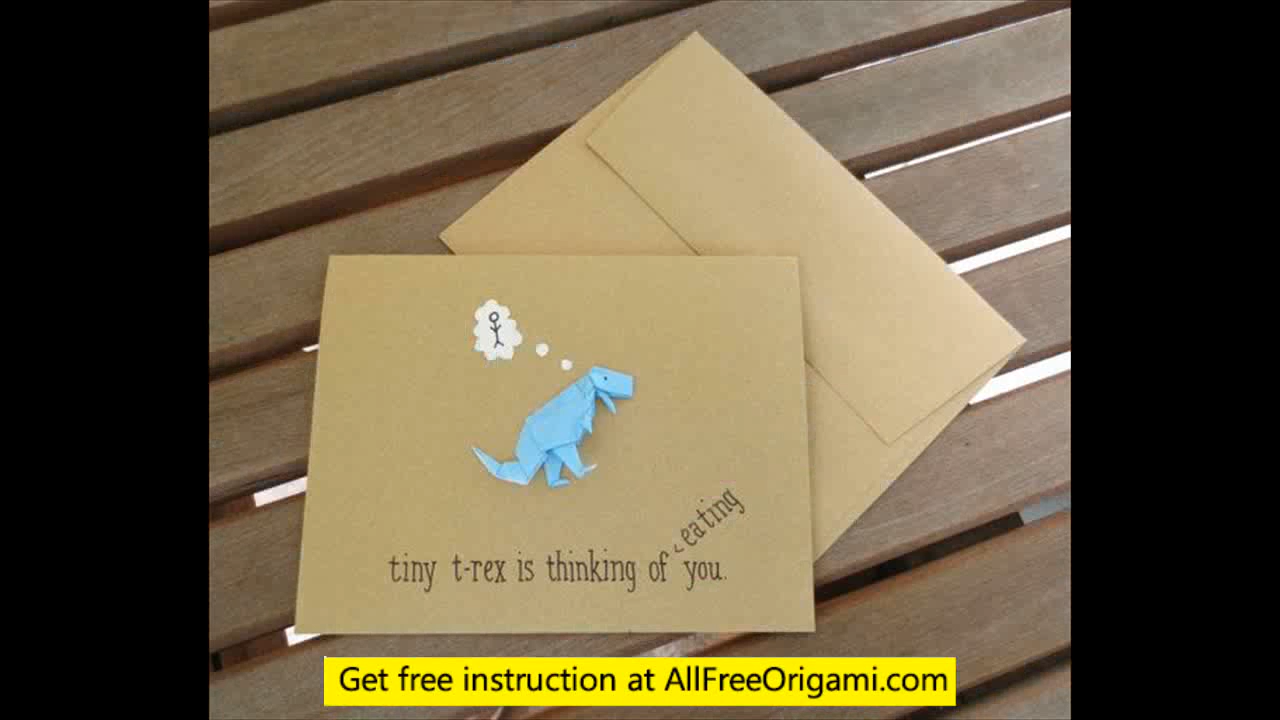 eating
tiny t-rex is thinking of ‹ you.
Get free instruction at AllFreeOrigami.com